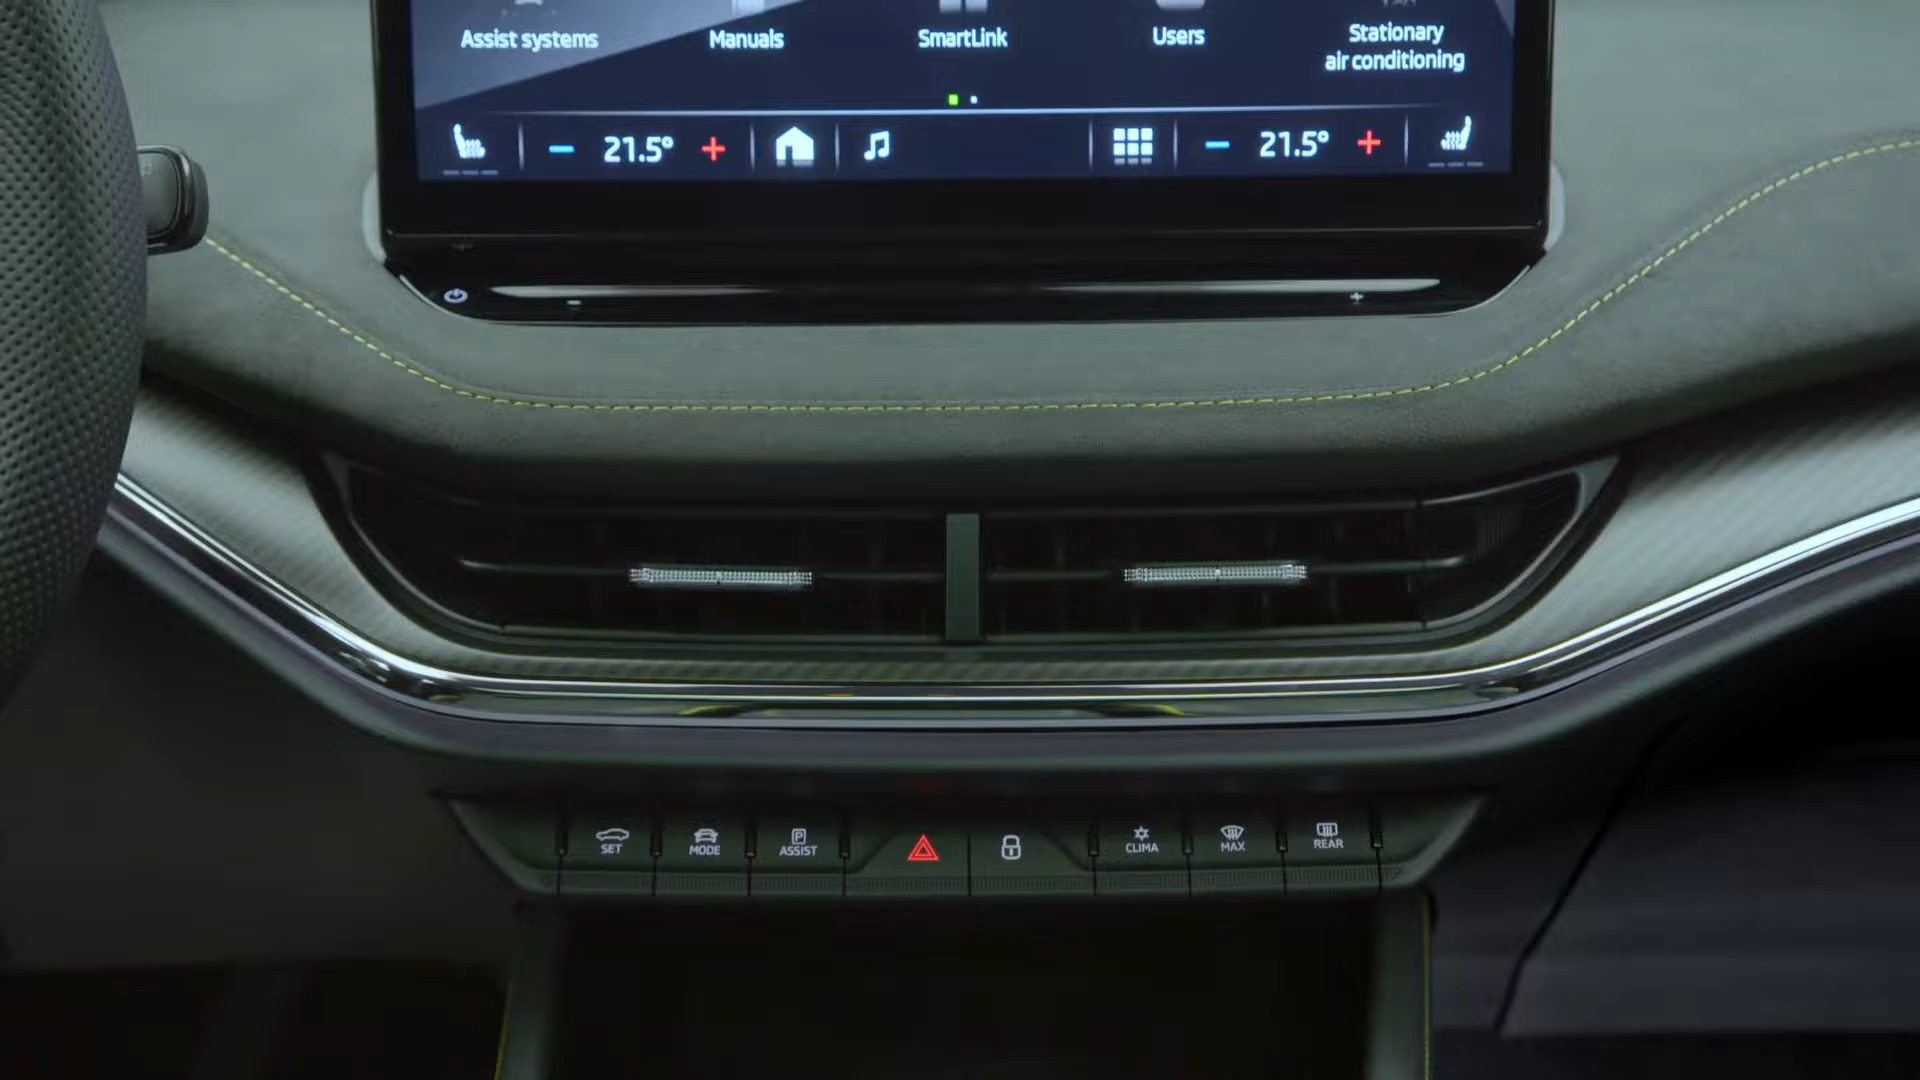 Assist systems
Manuals
SmartLink
Users
Stationary
air conditioning
− 21.5° +
− 21.5° +
− +
SET
MODE
P
ASSIST
CLIMA
MAX
REAR